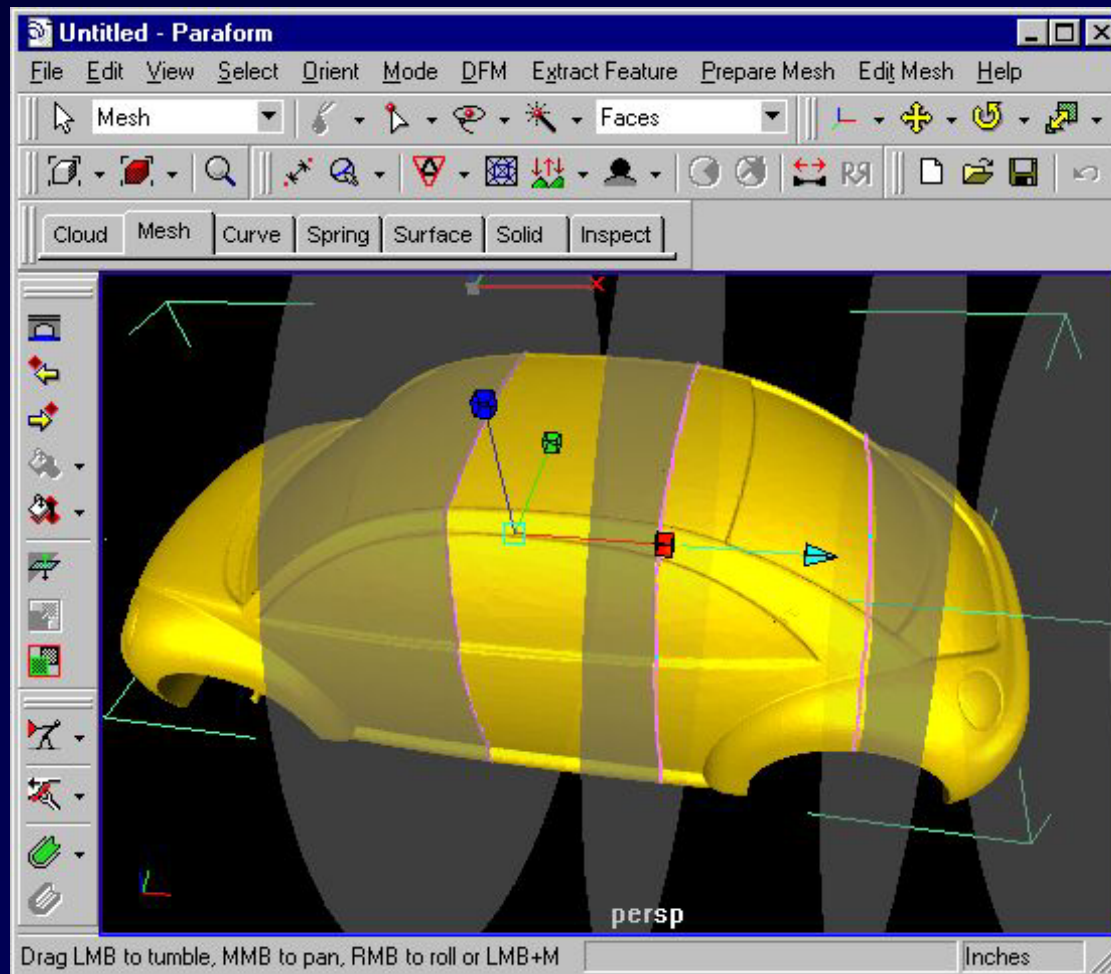 Untitled - Paraform
File Edit View Select Orient Mode DFM Extract Feature Prepare Mesh Edit Mesh Help
Mesh Faces
Cloud Mesh Curve Spring Surface Solid Inspect
persp
Drag LMB to tumble, MMB to pan, RMB to roll or LMB+M Inches